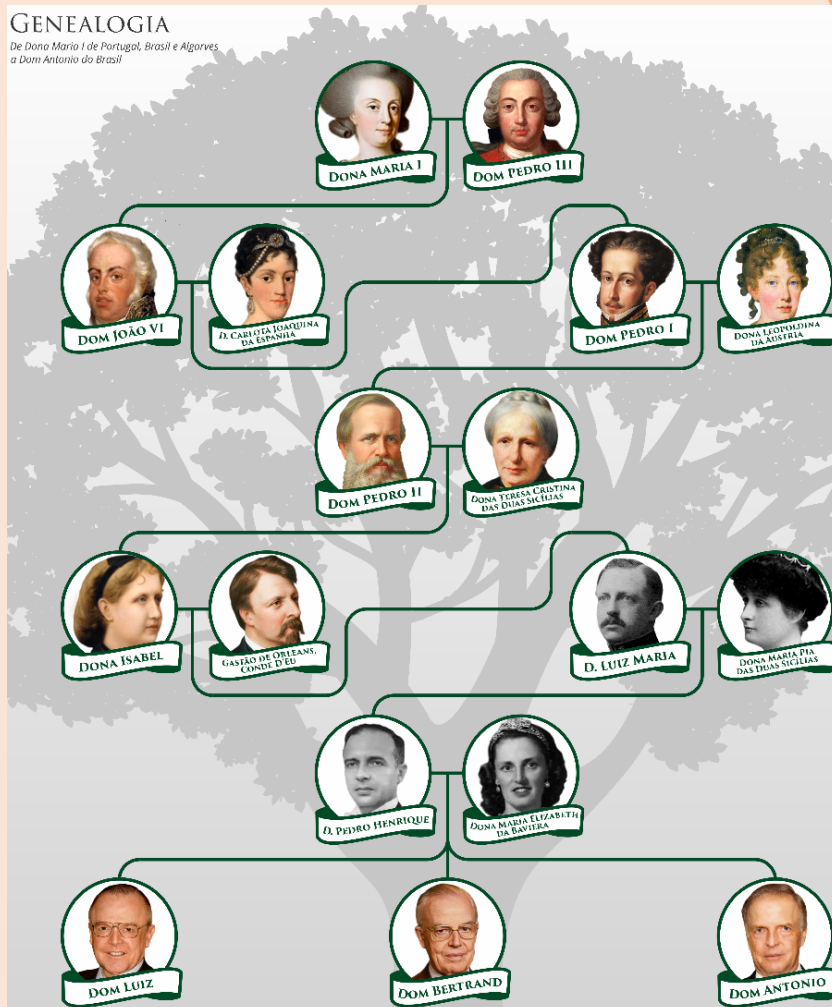 GENEALOGIA
De Dona Maria I de Portugal, Brasil e Algarves
a Dom Antonio do Brasil
DONA MARIA I
DOM PEDRO III
DOM JOÃO VI
D. CARLOTA JOAQUINA
DA ESPANHA
DOM PEDRO I
DONA LEOPOLDINA
DA ÁUSTRIA
DOM PEDRO II
DONA TERESA CRISTINA
DAS DUAS SICÍLIAS
DONA ISABEL
GASTÃO DE ORLEANS,
CONDE D'EU
D. LUIZ MARIA
DONA MARIA PIA
DAS DUAS SICÍLIAS
D. PEDRO HENRIQUE
DONA MARIA ELIZABETH
DA BAVIERA
DOM LUIZ
DOM BERTRAND
DOM ANTONIO